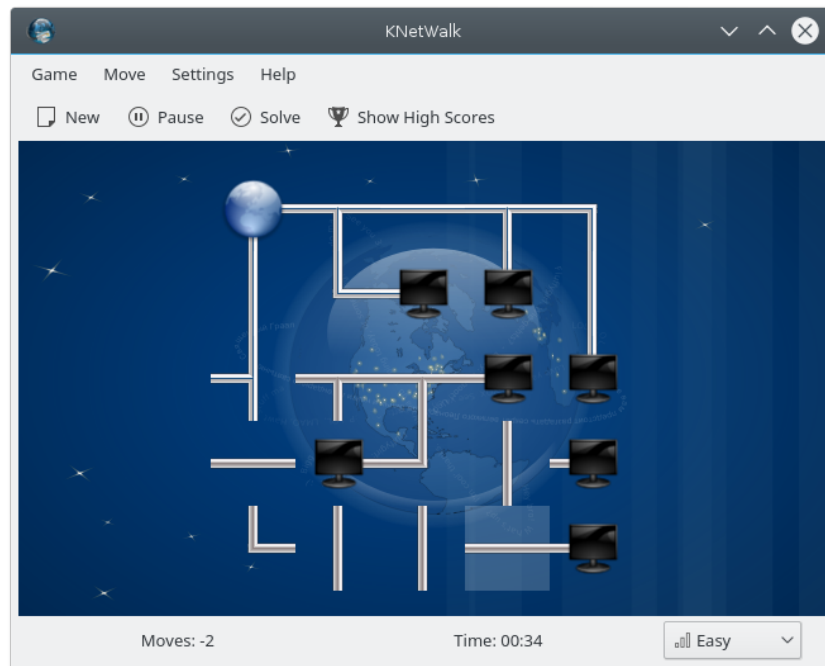 KNetWalk
Game Move Settings Help
New Pause Solve Show High Scores
Moves: -2 Time: 00:34 Easy